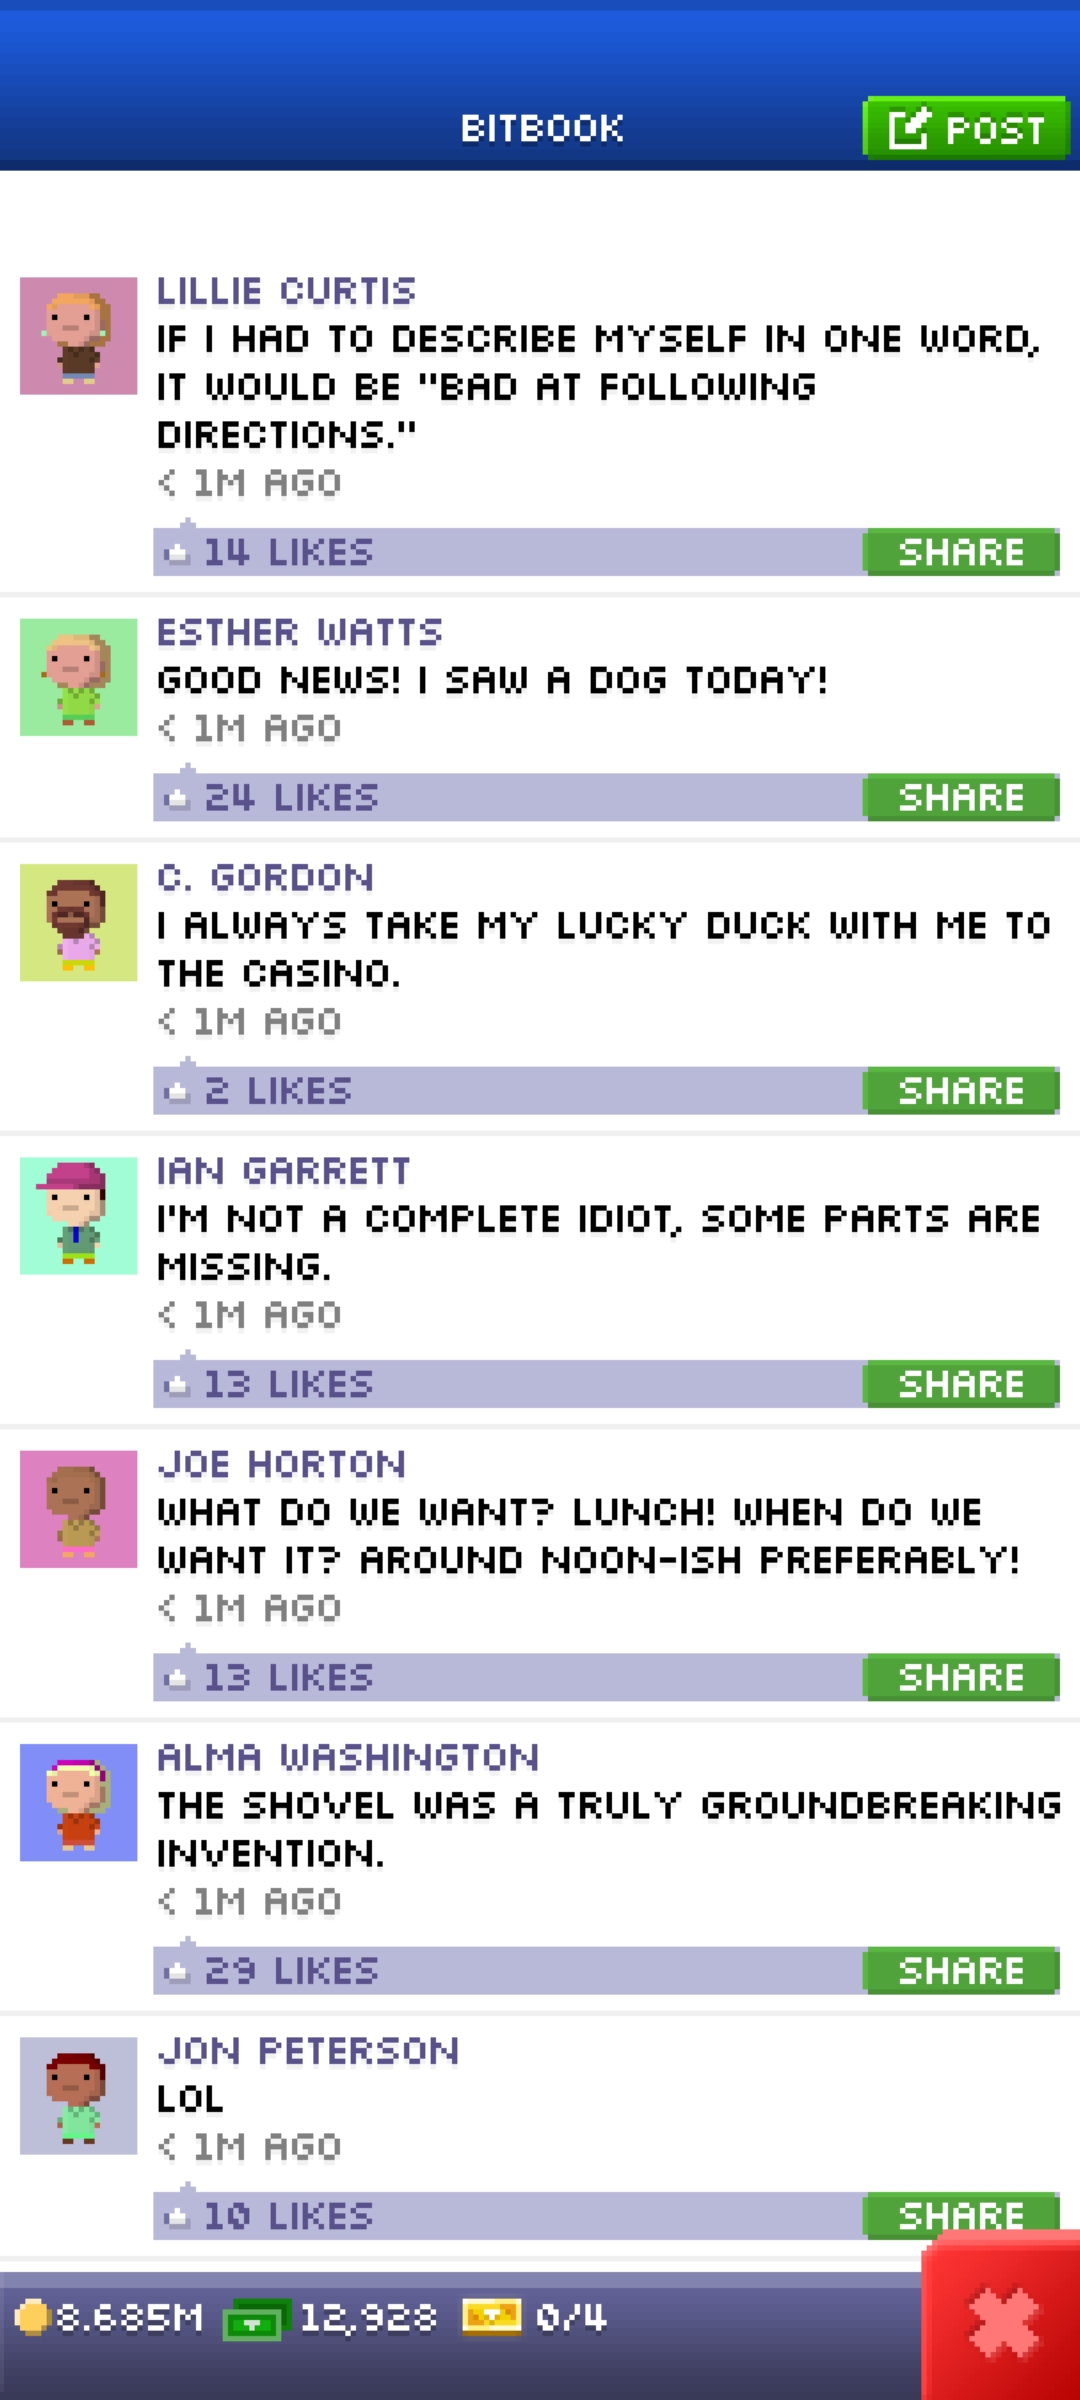 BITBOOK
POST
LILLIE CURTIS
IF I HAD TO DESCRIBE MYSELF IN ONE WORD,
IT WOULD BE "BAD AT FOLLOWING
DIRECTIONS."
< 1M AGO
14 LIKES
SHARE
ESTHER WATTS
GOOD NEWS! I SAW A DOG TODAY!
< 1M AGO
24 LIKES
SHARE
C. GORDON
I ALWAYS TAKE MY LUCKY DUCK WITH ME TO
THE CASINO.
< 1M AGO
2 LIKES
SHARE
IAN GARRETT
I'M NOT A COMPLETE IDIOT, SOME PARTS ARE
MISSING.
< 1M AGO
13 LIKES
SHARE
JOE HORTON
WHAT DO WE WANT? LUNCH! WHEN DO WE
WANT IT? AROUND NOON-ISH PREFERABLY!
< 1M AGO
13 LIKES
SHARE
ALMA WASHINGTON
THE SHOVEL WAS A TRULY GROUNDBREAKING
INVENTION.
< 1M AGO
29 LIKES
SHARE
JON PETERSON
LOL
< 1M AGO
10 LIKES
SHARE
8.685M 12,928 0/4